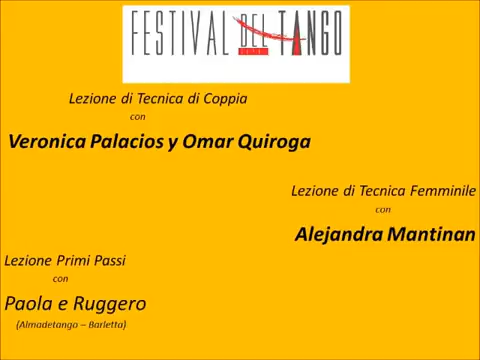 FESTIVAL DEL TANGO
Lezione di Tecnica di Coppia
con
Veronica Palacios y Omar Quiroga
Lezione di Tecnica Femminile
con
Alejandra Mantinan
Lezione Primi Passi
con
Paola e Ruggero
(Almadetango – Barletta)